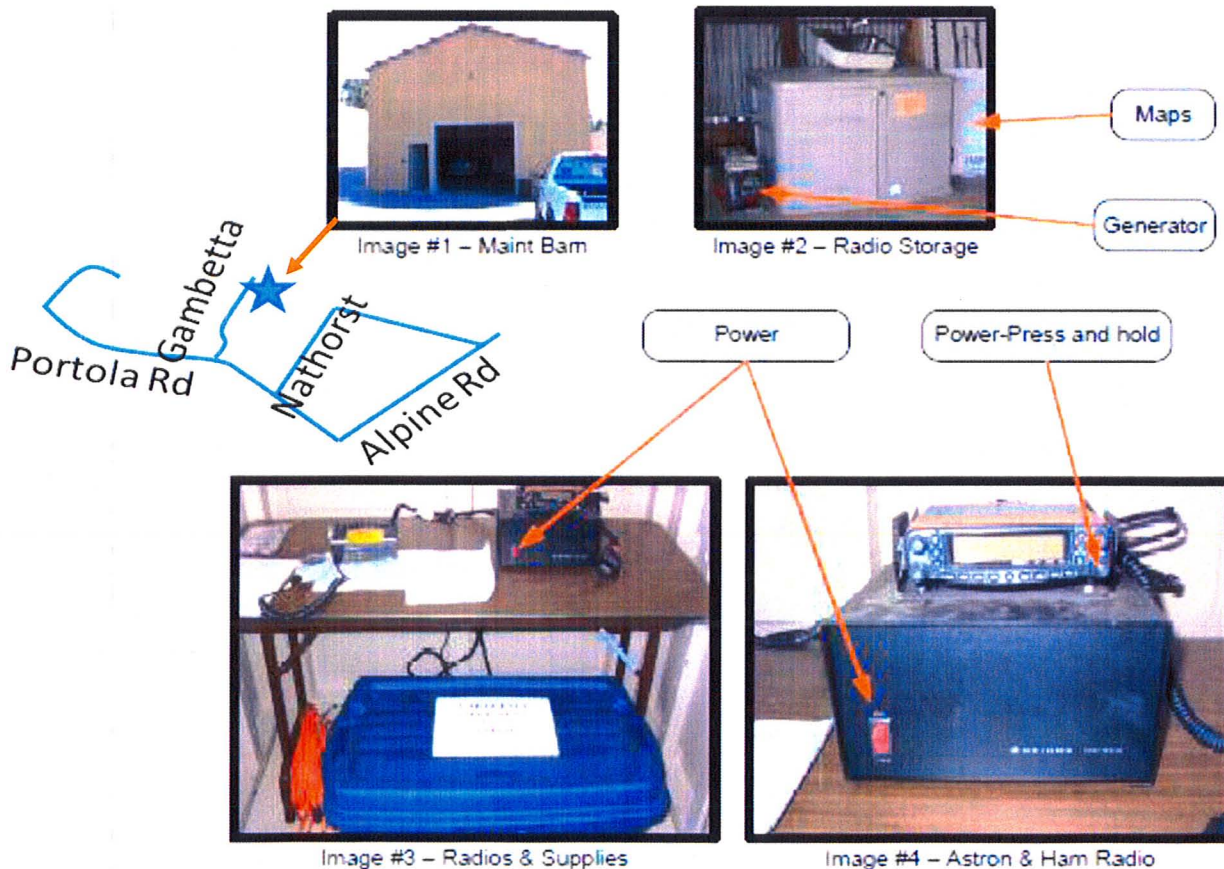 Maps
Generator
Image #1 – Maint Barn
Image #2 – Radio Storage
Gambetta
Nathorst
Portola Rd
Alpine Rd
Power
Power-Press and hold
Image #3 – Radios & Supplies
Image #4 – Astron & Ham Radio